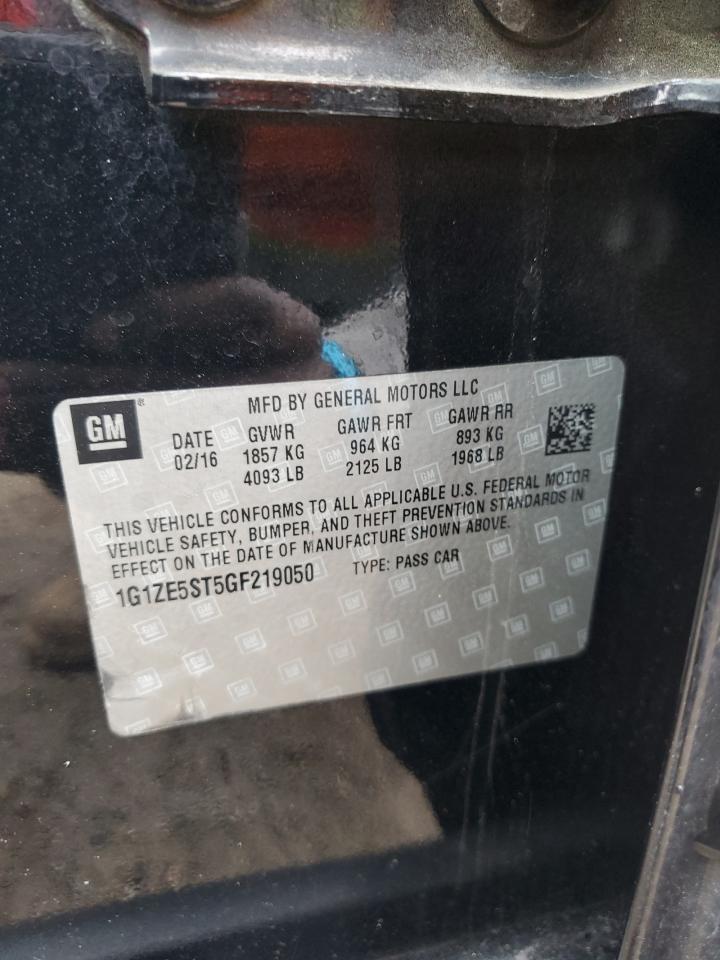 GM ®
MFD BY GENERAL MOTORS LLC
DATE GVWR GAWR FRT GAWR RR
02/16 1857 KG 964 KG 893 KG
4093 LB 2125 LB 1968 LB
THIS VEHICLE CONFORMS TO ALL APPLICABLE U.S. FEDERAL MOTOR
VEHICLE SAFETY, BUMPER, AND THEFT PREVENTION STANDARDS IN
EFFECT ON THE DATE OF MANUFACTURE SHOWN ABOVE.
1G1ZE5ST5GF219050 TYPE: PASS CAR